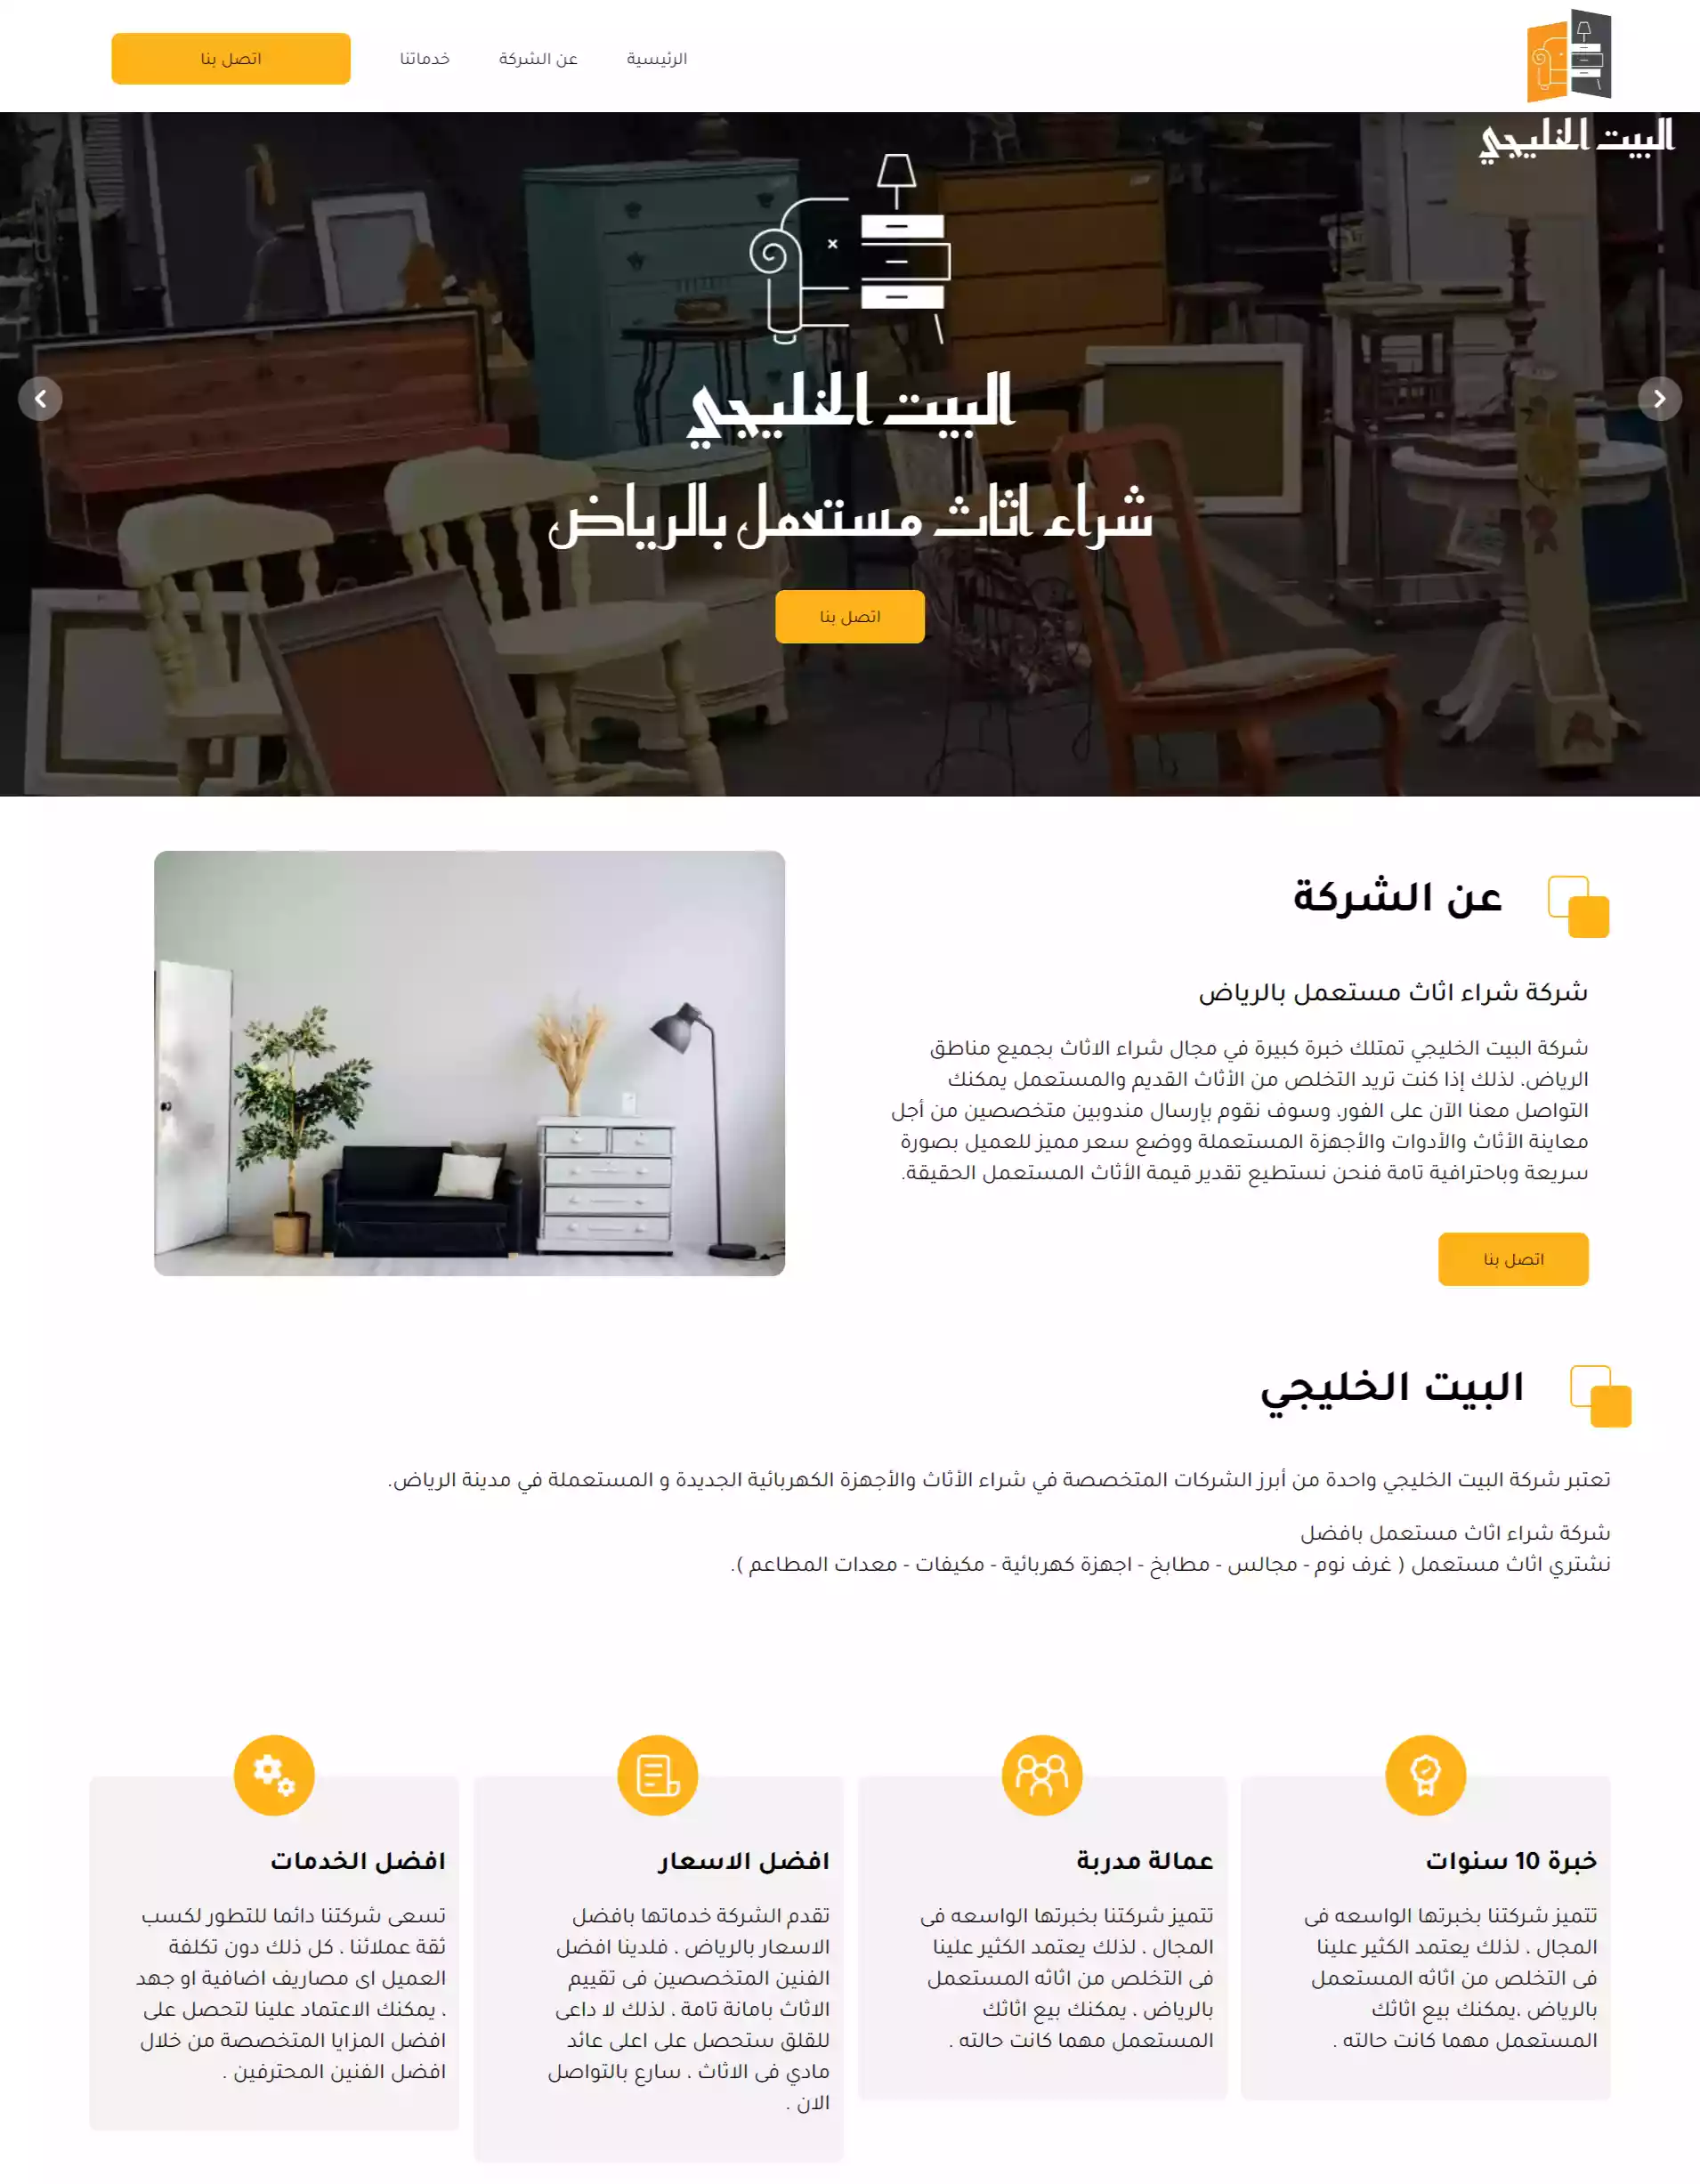 الرئيسية
عن الشركة
خدماتنا
اتصل بنا
البيت الخليجي
البيت الخليجي
شراء اثاث مستعمل بالرياض
اتصل بنا
عن الشركة
شركة شراء اثاث مستعمل بالرياض
شركة البيت الخليجي تمتلك خبرة كبيرة في مجال شراء الاثاث بجميع مناطق
الرياض، لذلك إذا كنت تريد التخلص من الأثاث القديم والمستعمل يمكنك
التواصل معنا الآن على الفور، وسوف نقوم بإرسال مندوبين متخصصين من أجل
معاينة الأثاث والأدوات والأجهزة المستعملة ووضع سعر مميز للعميل بصورة
سريعة وباحترافية تامة فنحن نستطيع تقدير قيمة الأثاث المستعمل الحقيقة.
اتصل بنا
البيت الخليجي
تعتبر شركة البيت الخليجي واحدة من أبرز الشركات المتخصصة في شراء الأثاث والأجهزة الكهربائية الجديدة و المستعملة في مدينة الرياض.
شركة شراء اثاث مستعمل بافضل
نشتري اثاث مستعمل ( غرف نوم - مجالس - مطابخ - اجهزة كهربائية - مكيفات - معدات المطاعم ).
خبرة 10 سنوات
تتميز شركتنا بخبرتها الواسعه فى
المجال ، لذلك يعتمد الكثير علينا
فى التخلص من اثاثه المستعمل
بالرياض ،يمكنك بيع اثاثك
المستعمل مهما كانت حالته .
عمالة مدربة
تتميز شركتنا بخبرتها الواسعه فى
المجال ، لذلك يعتمد الكثير علينا
فى التخلص من اثاثه المستعمل
بالرياض ، يمكنك بيع اثاثك
المستعمل مهما كانت حالته .
افضل الاسعار
تقدم الشركة خدماتها بافضل
الاسعار بالرياض ، فلدينا افضل
الفنين المتخصصين فى تقييم
الاثاث بامانة تامة ، لذلك لا داعى
للقلق ستحصل على اعلى عائد
مادي فى الاثاث ، سارع بالتواصل
الان .
افضل الخدمات
تسعى شركتنا دائما للتطور لكسب
ثقة عملائنا ، كل ذلك دون تكلفة
العميل اى مصاريف اضافية او جهد
، يمكنك الاعتماد علينا لتحصل على
افضل المزايا المتخصصة من خلال
افضل الفنين المحترفين .